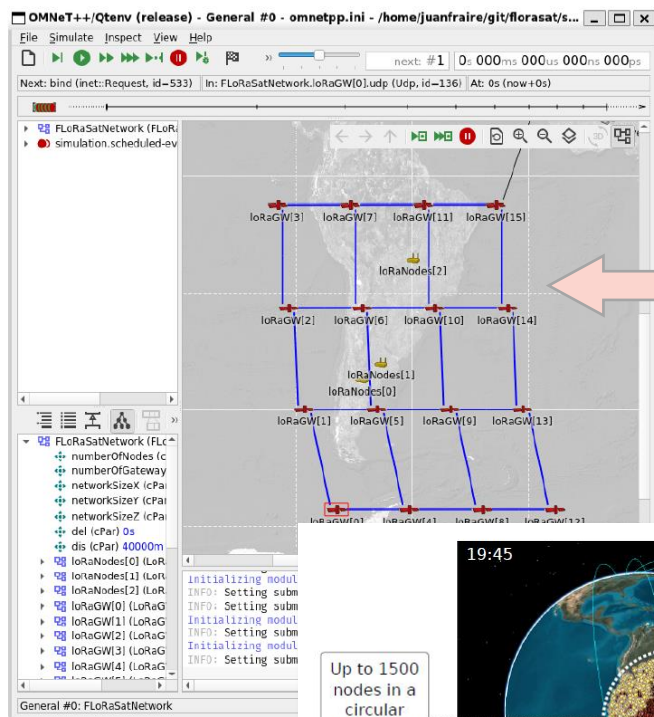 OMNeT++/Qtenv (release) - General #0 - omnetpp.ini - /home/juanfraire/git/florasat/s...
File Simulate Inspect View Help
next: #1 0s 000ms 000us 000ns 000ps
Next: bind (inet::Request, id=533) In: FLoRaSatNetwork.loRaGW[0].udp (Udp, id=136) At: 0s (now+0s)
FLoRaSatNetwork (FLoRa
simulation.scheduled-ev
3D
loRaGW[3] loRaGW[7] loRaGW[11] loRaGW[15]
loRaNodes[2]
loRaGW[2] loRaGW[6] loRaGW[10] loRaGW[14]
loRaNodes[1]
loRaNodes[0]
loRaGW[1] loRaGW[5] loRaGW[9] loRaGW[13]
loRaGW[0] loRaGW[4] loRaGW[8] loRaGW[12]
FLoRaSatNetwork (FLc
numberOfNodes (c
numberOfGateway
networkSizeX (cPar
networkSizeY (cPar
networkSizeZ (cPar
del (cPar) 0s
dis (cPar) 40000m
loRaNodes[0] (LoR
loRaNodes[1] (LoR
loRaNodes[2] (LoR
loRaGW[0] (LoRaG
loRaGW[1] (LoRaG
loRaGW[2] (LoRaG
loRaGW[3] (LoRaG
loRaGW[4] (LoRaG
Initializing modul
INFO: Setting subm
Initializing modul
INFO: Setting subm
Initializing modul
INFO: Setting subm
General #0: FLoRaSatNetwork
19:45
Up to 1500
nodes in a
circular